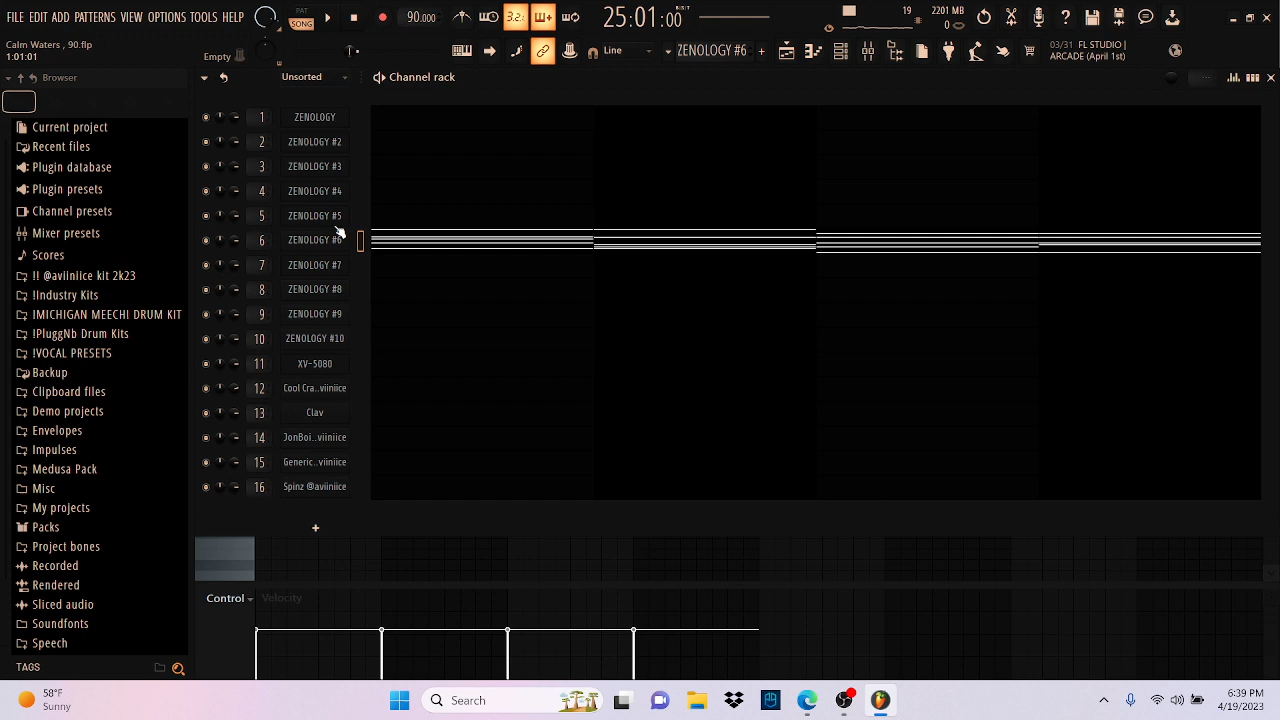 FILE EDIT ADD PATTERNS VIEW OPTIONS TOOLS HELP
PAT
SONG
90.000
3.2
25:01:00
19
2201 MB
0
Calm Waters , 90.flp
1:01:01
Empty
Line
ZENOLOGY #6
03/31 FL STUDIO |
ARCADE (April 1st)
Browser
Unsorted
Channel rack
Current project
Recent files
Plugin database
Plugin presets
Channel presets
Mixer presets
Scores
!! @aviiniice kit 2k23
!Industry Kits
!MICHIGAN MEECHI DRUM KIT
!PluggNb Drum Kits
!VOCAL PRESETS
Backup
Clipboard files
Demo projects
Envelopes
Impulses
Medusa Pack
Misc
My projects
Packs
Project bones
Recorded
Rendered
Sliced audio
Soundfonts
Speech
TAGS
1 ZENOLOGY
2 ZENOLOGY #2
3 ZENOLOGY #3
4 ZENOLOGY #4
5 ZENOLOGY #5
6 ZENOLOGY #6
7 ZENOLOGY #7
8 ZENOLOGY #8
9 ZENOLOGY #9
10 ZENOLOGY #10
11 XV-5080
12 Cool Cra..viiniice
13 Clav
14 JonBoi...viiniice
15 Generic..viiniice
16 Spinz @aviiniice
+
Control
Velocity
58°F
Sunny
Search
6:39 PM
4/19/2023